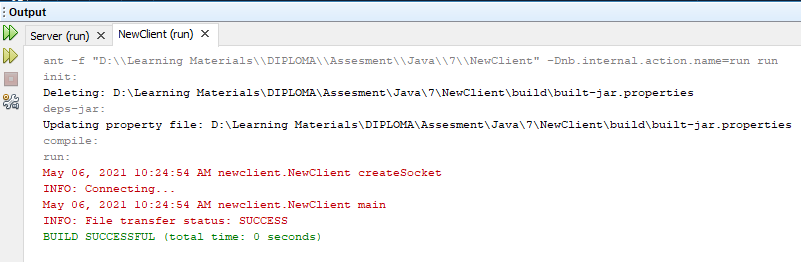 Output
Server (run) NewClient (run)
ant -f "D:\\Learning Materials\\DIPLOMA\\Assesment\\Java\\7\\NewClient" -Dnb.internal.action.name=run run
init:
Deleting: D:\Learning Materials\DIPLOMA\Assesment\Java\7\NewClient\build\built-jar.properties
deps-jar:
Updating property file: D:\Learning Materials\DIPLOMA\Assesment\Java\7\NewClient\build\built-jar.properties
compile:
run:
May 06, 2021 10:24:54 AM newclient.NewClient createSocket
INFO: Connecting...
May 06, 2021 10:24:54 AM newclient.NewClient main
INFO: File transfer status: SUCCESS
BUILD SUCCESSFUL (total time: 0 seconds)